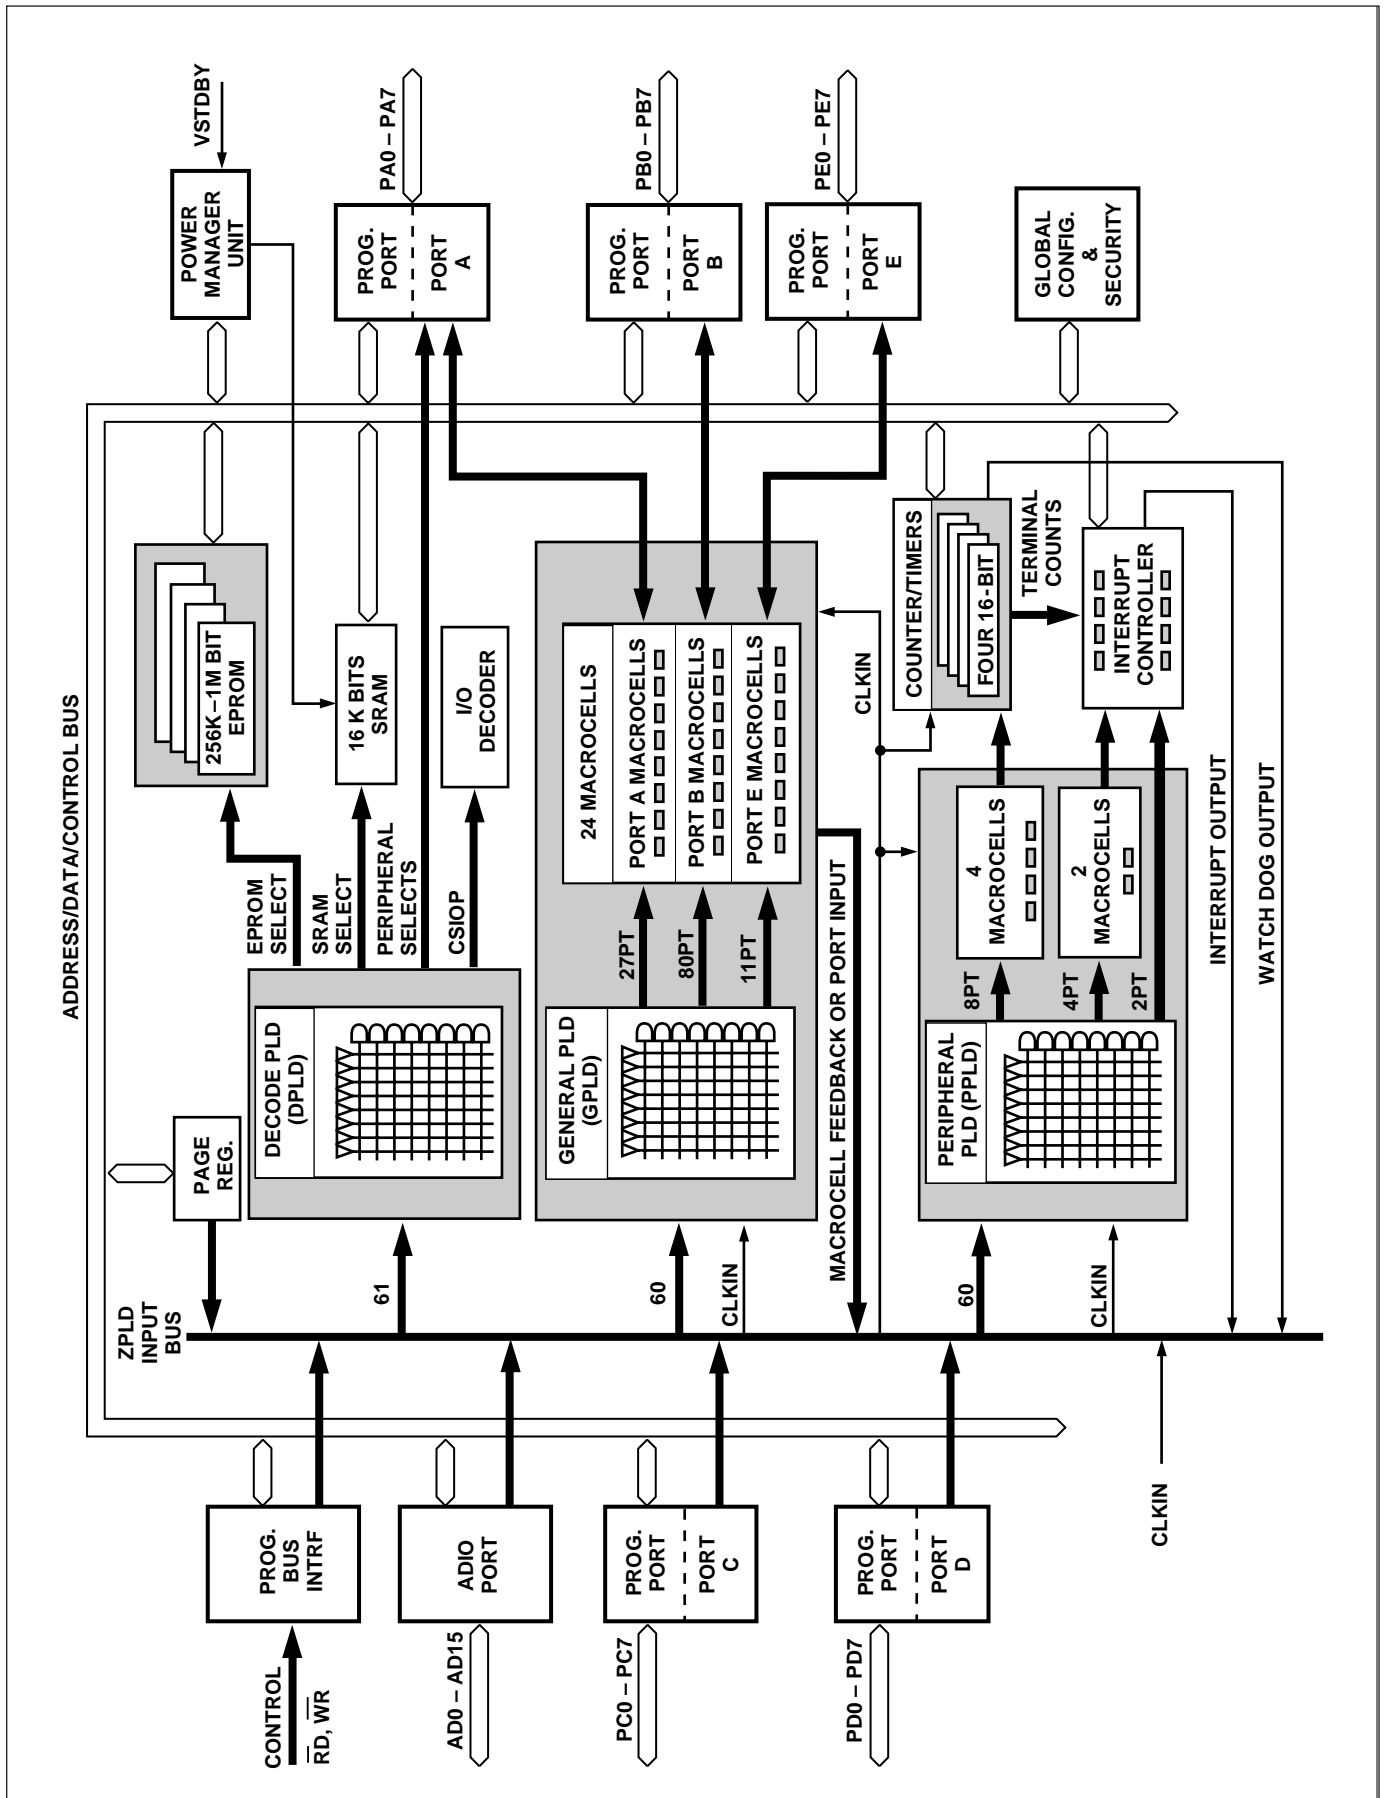 ADDRESS/DATA/CONTROL BUS
CONTROL
RD, WR
PROG.
BUS
INTRF
AD0 – AD15
ADIO
PORT
PC0 – PC7
PROG.
PORT
PORT
C
PD0 – PD7
PROG.
PORT
PORT
D
CLKIN
ZPLD
INPUT
BUS
PAGE
REG.
61
DECODE PLD
(DPLD)
60
CLKIN
GENERAL PLD
(GPLD)
60
CLKIN
PERIPHERAL
PLD (PPLD)
EPROM
SELECT
SRAM
SELECT
PERIPHERAL
SELECTS
CSIOP
256K–1M BIT
EPROM
16 K BITS
SRAM
I/O
DECODER
27PT
80PT
11PT
24 MACROCELLS
PORT A MACROCELLS
PORT B MACROCELLS
PORT E MACROCELLS
MACROCELL FEEDBACK OR PORT INPUT
CLKIN
8PT
4PT
2PT
4
MACROCELLS
2
MACROCELLS
COUNTER/TIMERS
FOUR 16-BIT
TERMINAL
COUNTS
INTERRUPT
CONTROLLER
INTERRUPT OUTPUT
WATCH DOG OUTPUT
POWER
MANAGER
UNIT
VSTDBY
PROG.
PORT
PORT
A
PA0 – PA7
PROG.
PORT
PORT
B
PB0 – PB7
PROG.
PORT
PORT
E
PE0 – PE7
GLOBAL
CONFIG.
&
SECURITY